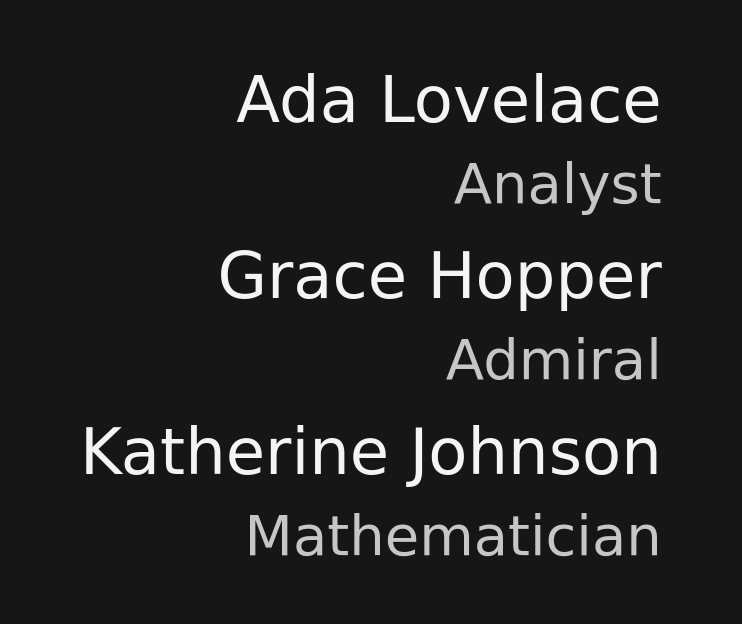 Ada Lovelace
Analyst
Grace Hopper
Admiral
Katherine Johnson
Mathematician